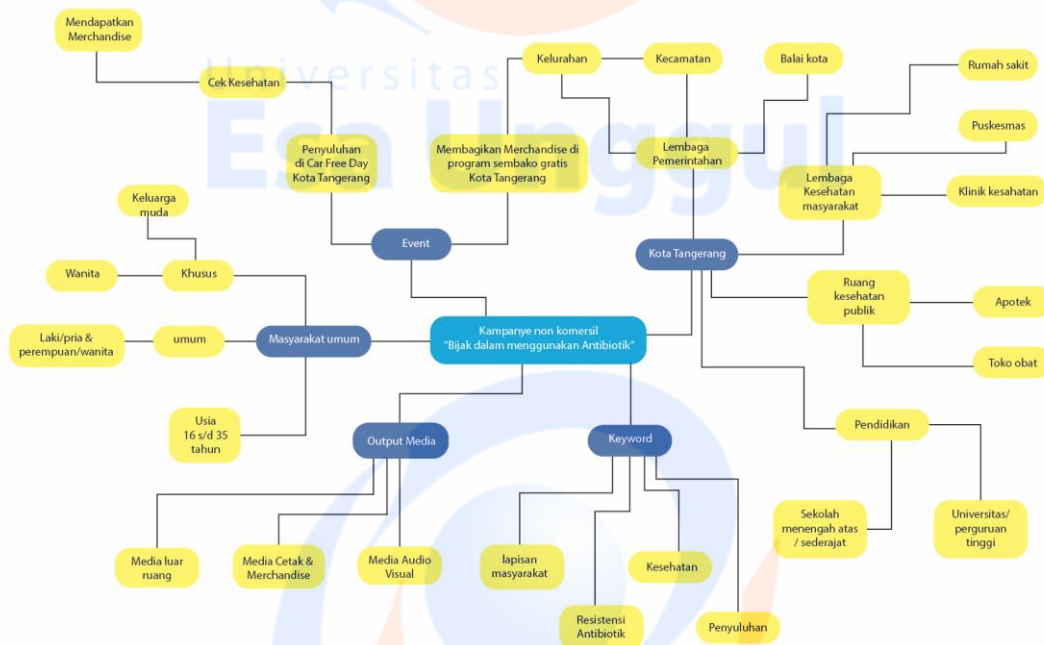 Mendapatkan
Merchandise
Cek Kesehatan
Universitas
Esa Unggul
Kelurahan
Kecamatan
Balai kota
Rumah sakit
Puskesmas
Penyuluhan
di Car Free Day
Kota Tangerang
Membagikan Merchandise di
program sembako gratis
Kota Tangerang
Lembaga
Pemerintahan
Lembaga
Kesehatan
masyarakat
Klinik kesahatan
Keluarga
muda
Event
Kota Tangerang
Wanita
Khusus
Ruang
kesehatan
publik
Apotek
Laki/pria &
perempuan/wanita
umum
Masyarakat umum
Kampanye non komersil
“Bijak dalam menggunakan Antibiotik”
Toko obat
Usia
16 s/d 35
tahun
Output Media
Keyword
Pendidikan
Sekolah
menengah atas
/ sederajat
Universitas/
perguruan
tinggi
Media luar
ruang
Media Cetak &
Merchandise
Media Audio
Visual
lapisan
masyarakat
Kesehatan
Resistensi
Antibiotik
Penyuluhan